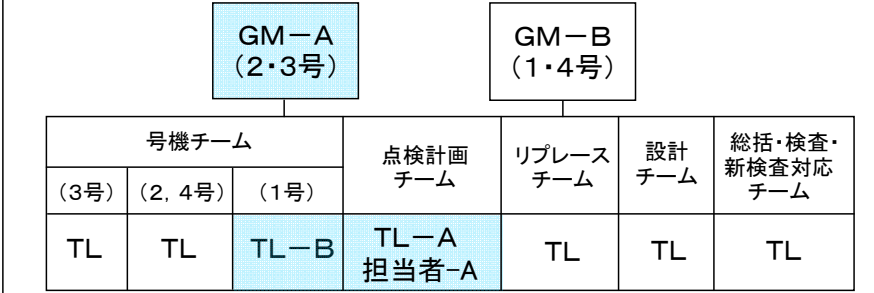 GM－A
(2・3号)
GM－B
(1・4号)
号機チーム
(3号)
(2, 4号)
(1号)
点検計画
チーム
リプレース
チーム
設計
チーム
総括・検査・
新検査対応
チーム
TL
TL
TL－B
TL－A
担当者-A
TL
TL
TL